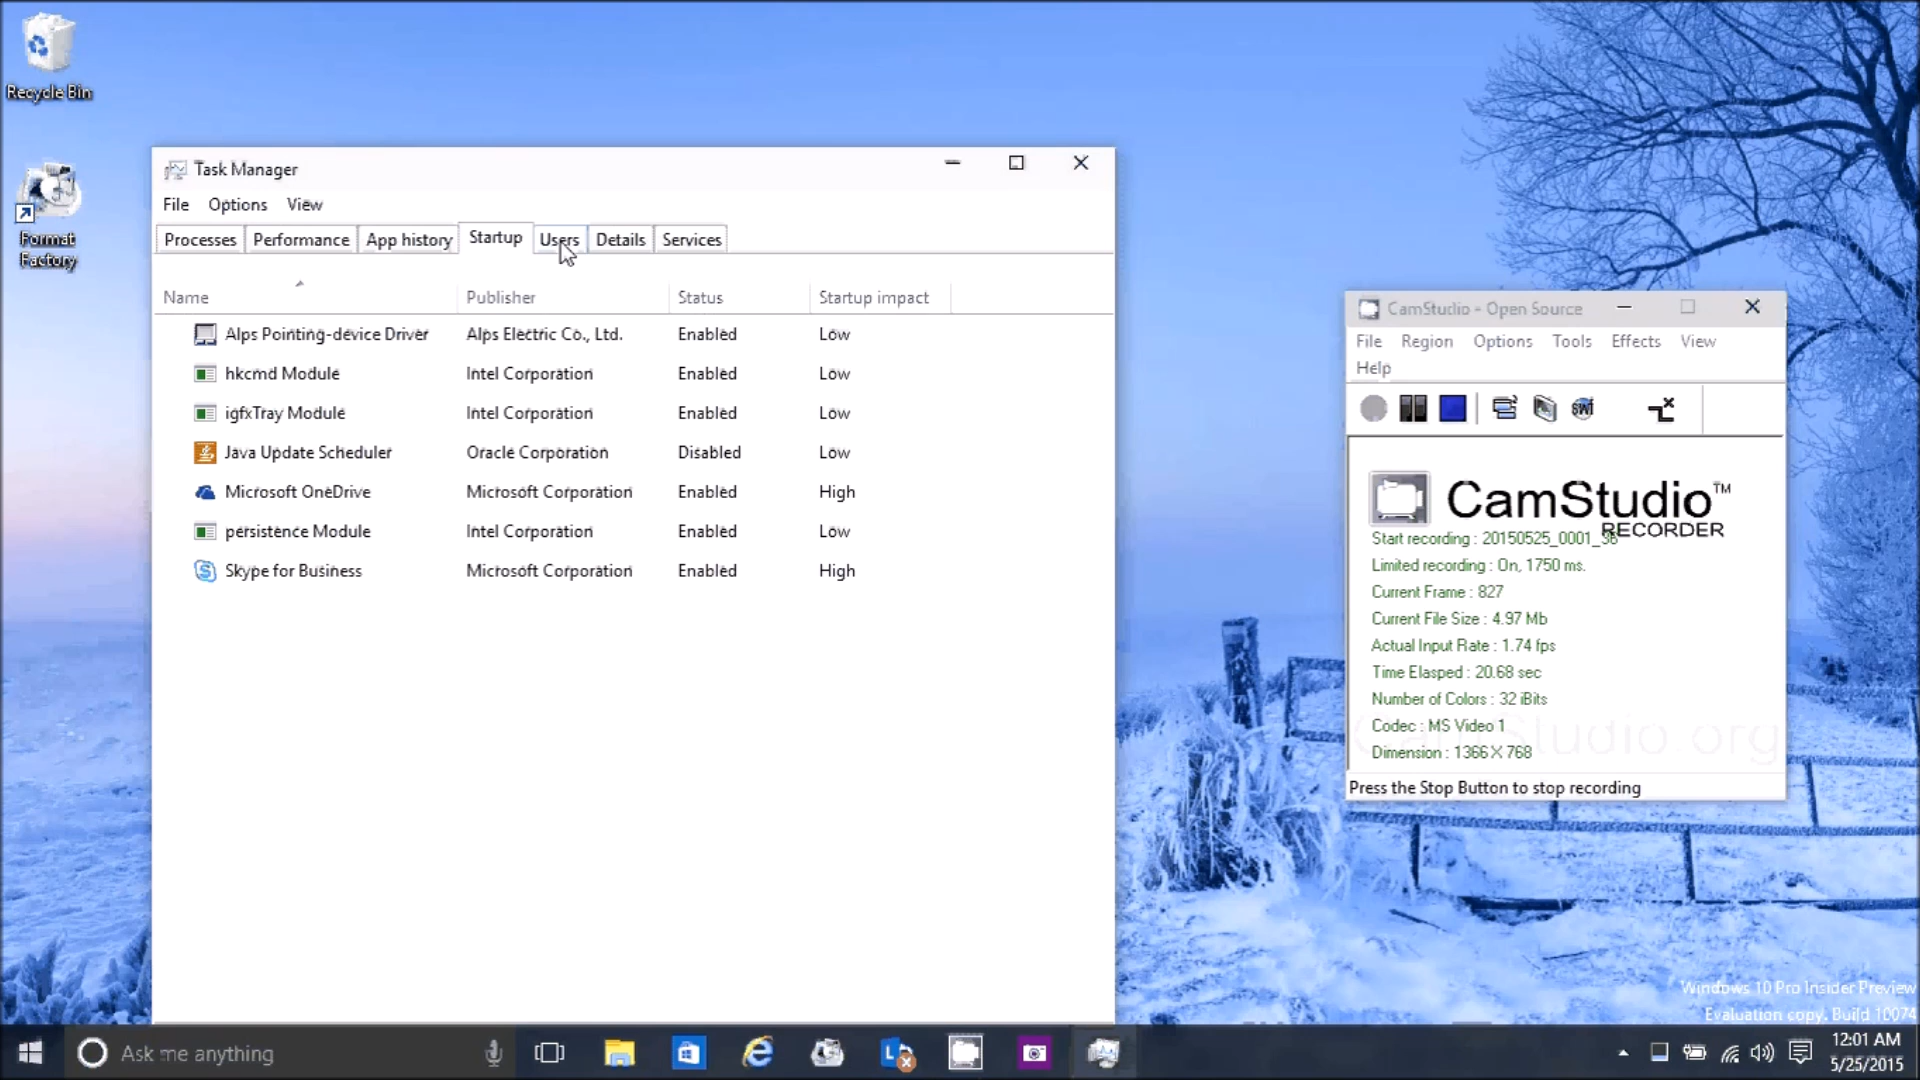 Recycle Bin
Format
Factory
Task Manager
File Options View
Processes Performance App history Startup Users Details Services
Name Publisher Status Startup impact
Alps Pointing-device Driver Alps Electric Co., Ltd. Enabled Low
hkcmd Module Intel Corporation Enabled Low
igfxTray Module Intel Corporation Enabled Low
Java Update Scheduler Oracle Corporation Disabled Low
Microsoft OneDrive Microsoft Corporation Enabled High
persistence Module Intel Corporation Enabled Low
Skype for Business Microsoft Corporation Enabled High
CamStudio - Open Source
File Region Options Tools Effects View
Help
SWF
CamStudio™
RECORDER
Start recording : 20150525_0001_36
Limited recording : On, 1750 ms.
Current Frame : 827
Current File Size : 4.97 Mb
Actual Input Rate : 1.74 fps
Time Elasped : 20.68 sec
Number of Colors : 32 iBits
Codec : MS Video 1
CamStudio.org
Dimension : 1366 X 768
Press the Stop Button to stop recording
Windows 10 Pro Insider Preview
Evaluation copy. Build 10074
Ask me anything
12:01 AM
5/25/2015